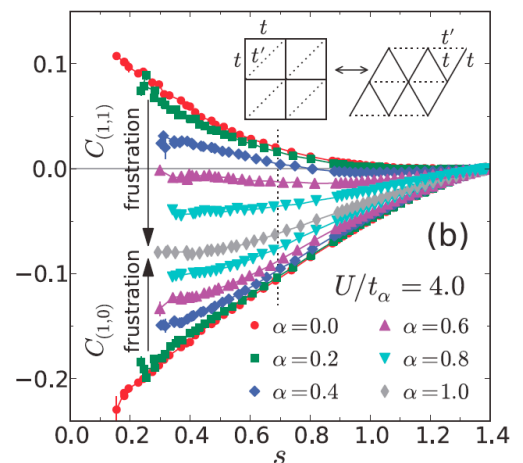 t
t t'
t'
t t
0.1
0.0
−0.1
−0.2
C(1,1)
frustration
C(1,0)
frustration
(b)
U/tα = 4.0
α=0.0 α=0.6
α=0.2 α=0.8
α=0.4 α=1.0
0.0 0.2 0.4 0.6 0.8 1.0 1.2 1.4
s